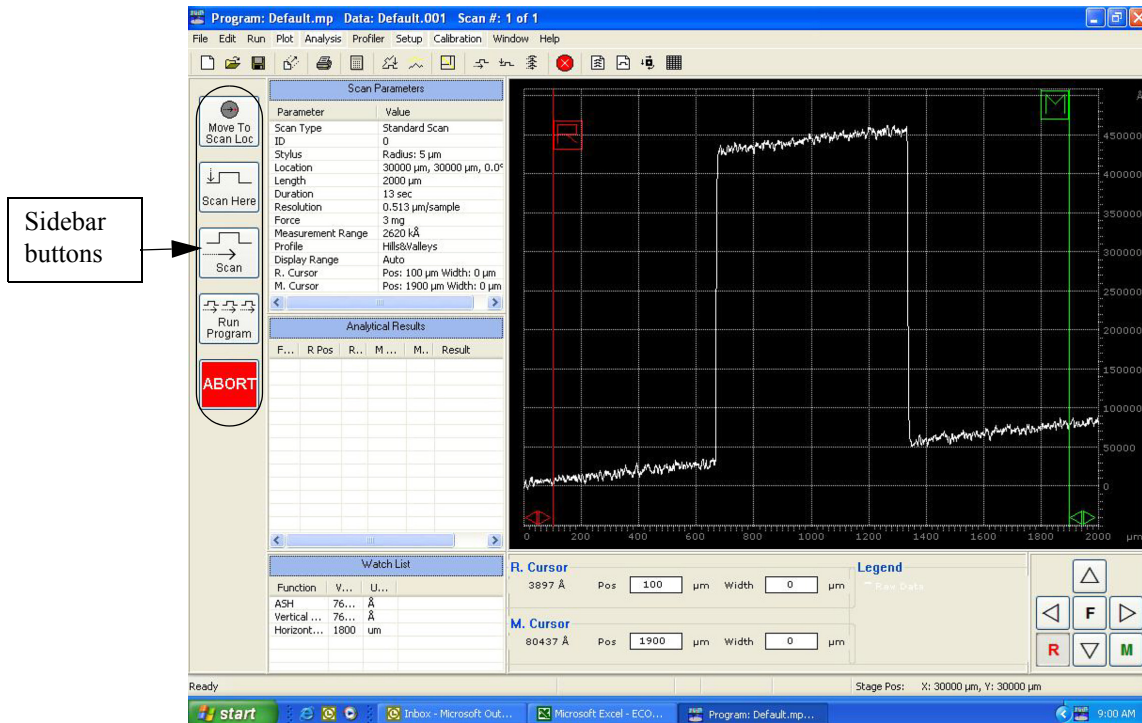 Program: Default.mp Data: Default.001 Scan #: 1 of 1
File Edit Run Plot Analysis Profiler Setup Calibration Window Help
Sidebar
buttons
Move To
Scan Loc
Scan Here
Scan
Run
Program
ABORT
Scan Parameters
Parameter Value
Scan Type Standard Scan
ID 0
Stylus Radius: 5 µm
Location 30000 µm, 30000 µm, 0.0°
Length 2000 µm
Duration 13 sec
Resolution 0.513 µm/sample
Force 3 mg
Measurement Range 2620 kÅ
Profile Hills&Valleys
Display Range Auto
R. Cursor Pos: 100 µm Width: 0 µm
M. Cursor Pos: 1900 µm Width: 0 µm
Analytical Results
F... R Pos R.. M ... M.. Result
Watch List
Function V... U...
ASH 76... Å
Vertical ... 76... Å
Horizont... 1800 um
R
M
450000
400000
350000
300000
250000
200000
150000
100000
50000
0
0 200 400 600 800 1000 1200 1400 1600 1800 2000 µm
R. Cursor
3897 Å Pos 100 µm Width 0 µm
M. Cursor
80437 Å Pos 1900 µm Width 0 µm
Legend
Raw Data
F
R M
Ready Stage Pos: X: 30000 µm, Y: 30000 µm
start Inbox - Microsoft Out... Microsoft Excel - ECO... Program: Default.mp... 9:00 AM